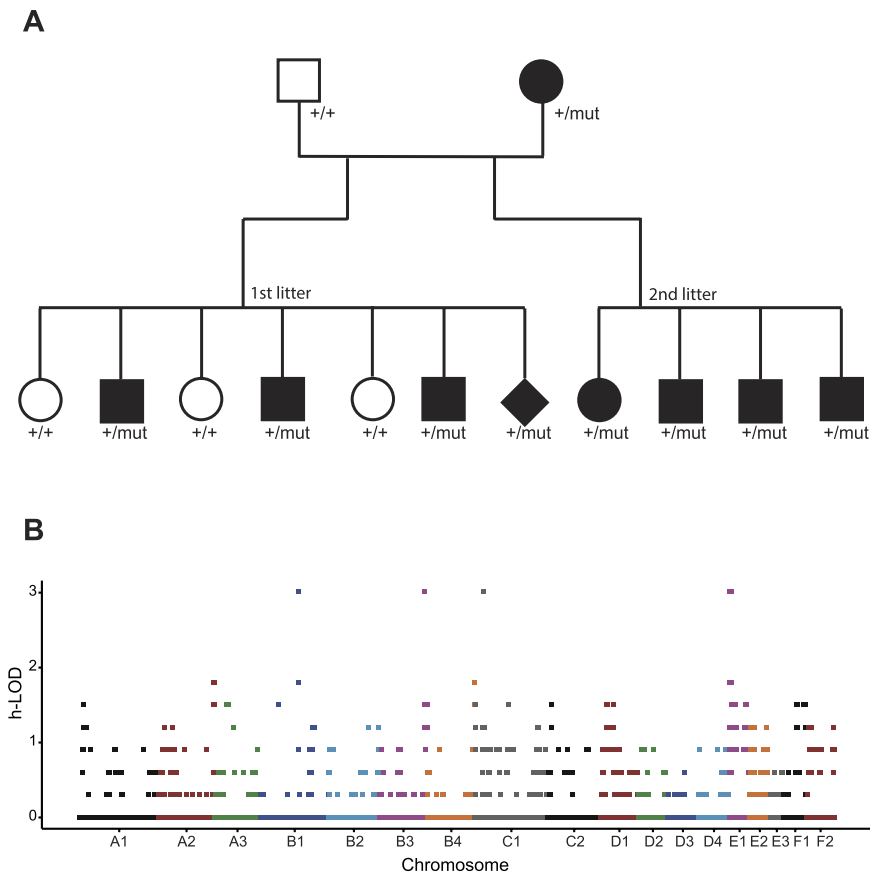 A
+/+
+/mut
1st litter
2nd litter
+/+ +/mut +/+ +/mut +/+ +/mut +/mut +/mut +/mut +/mut +/mut
B
3
2
1
0
h-LOD
A1 A2 A3 B1 B2 B3 B4 C1 C2 D1 D2 D3 D4 E1 E2 E3 F1 F2
Chromosome